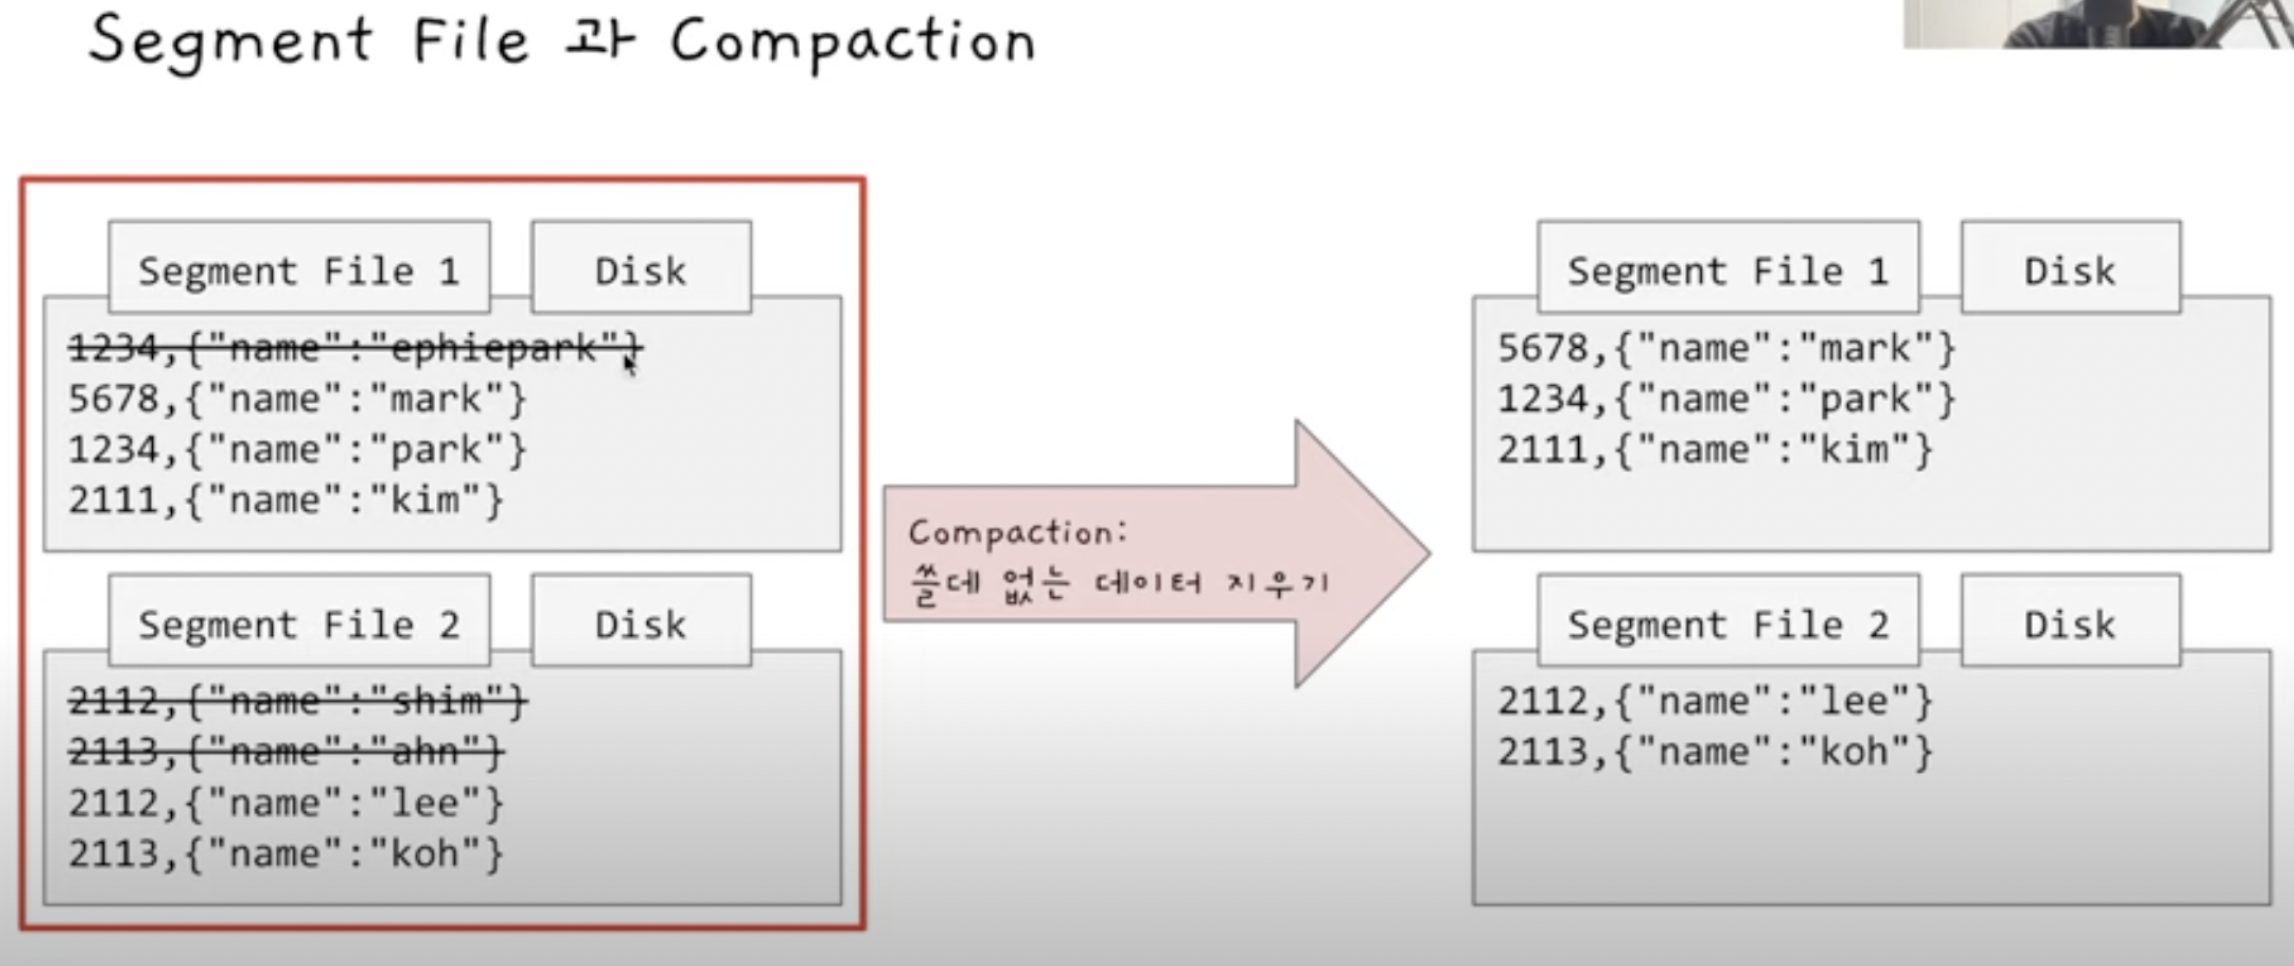 Segment File 과 Compaction
Segment File 1
Disk
1234,{"name":"ephiepark"}
5678,{"name":"mark"}
1234,{"name":"park"}
2111,{"name":"kim"}
Segment File 2
Disk
2112,{"name":"shim"}
2113,{"name":"ahn"}
2112,{"name":"lee"}
2113,{"name":"koh"}
Compaction:
쓸데 없는 데이터 지우기
Segment File 1
Disk
5678,{"name":"mark"}
1234,{"name":"park"}
2111,{"name":"kim"}
Segment File 2
Disk
2112,{"name":"lee"}
2113,{"name":"koh"}